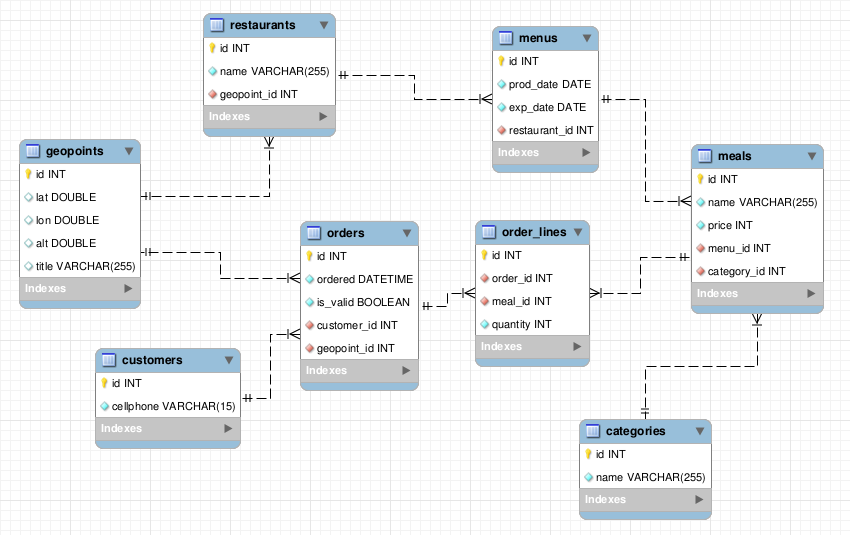 restaurants
id INT
name VARCHAR(255)
geopoint_id INT
Indexes
menus
id INT
prod_date DATE
exp_date DATE
restaurant_id INT
Indexes
geopoints
id INT
lat DOUBLE
lon DOUBLE
alt DOUBLE
title VARCHAR(255)
Indexes
meals
id INT
name VARCHAR(255)
price INT
menu_id INT
category_id INT
Indexes
orders
id INT
ordered DATETIME
is_valid BOOLEAN
customer_id INT
geopoint_id INT
Indexes
order_lines
id INT
order_id INT
meal_id INT
quantity INT
Indexes
customers
id INT
cellphone VARCHAR(15)
Indexes
categories
id INT
name VARCHAR(255)
Indexes